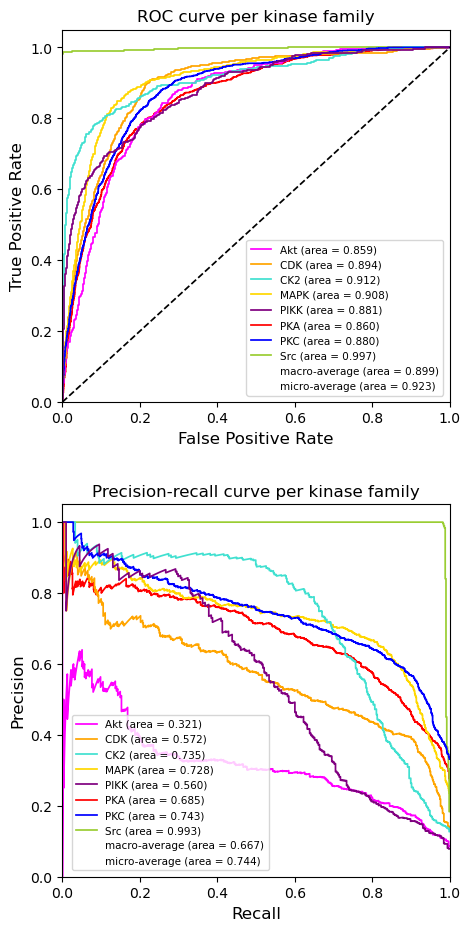 ROC curve per kinase family
True Positive Rate
1.0
0.8
0.6
0.4
0.2
0.0
Akt (area = 0.859)
CDK (area = 0.894)
CK2 (area = 0.912)
MAPK (area = 0.908)
PIKK (area = 0.881)
PKA (area = 0.860)
PKC (area = 0.880)
Src (area = 0.997)
macro-average (area = 0.899)
micro-average (area = 0.923)
0.0 0.2 0.4 0.6 0.8 1.0
False Positive Rate
Precision-recall curve per kinase family
Precision
1.0
0.8
0.6
0.4
0.2
0.0
Akt (area = 0.321)
CDK (area = 0.572)
CK2 (area = 0.735)
MAPK (area = 0.728)
PIKK (area = 0.560)
PKA (area = 0.685)
PKC (area = 0.743)
Src (area = 0.993)
macro-average (area = 0.667)
micro-average (area = 0.744)
0.0 0.2 0.4 0.6 0.8 1.0
Recall